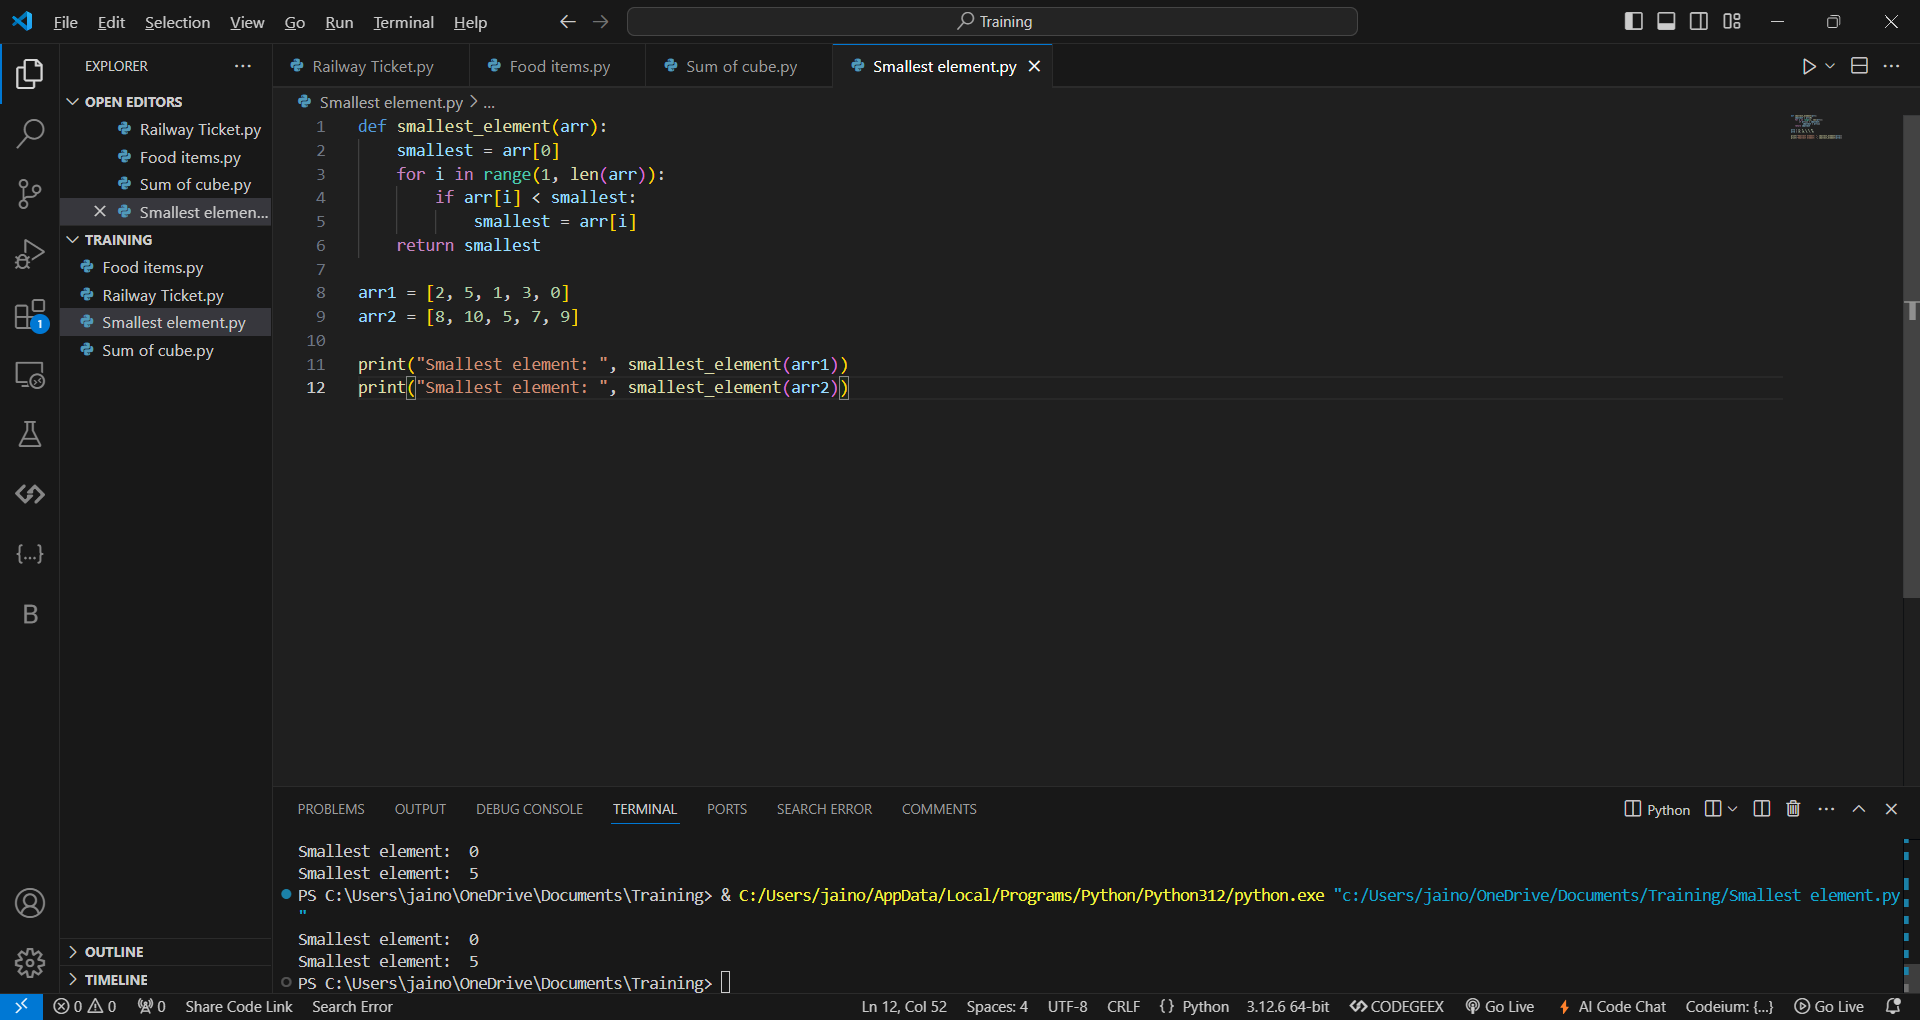 File Edit Selection View Go Run Terminal Help
Training
EXPLORER
OPEN EDITORS
Railway Ticket.py
Food items.py
Sum of cube.py
Smallest elemen...
TRAINING
Food items.py
Railway Ticket.py
Smallest element.py
Sum of cube.py
1
{...}
B
OUTLINE
TIMELINE
Railway Ticket.py Food items.py Sum of cube.py Smallest element.py
Smallest element.py > ...
1 def smallest_element(arr):
2     smallest = arr[0]
3     for i in range(1, len(arr)):
4         if arr[i] < smallest:
5             smallest = arr[i]
6     return smallest
7
8 arr1 = [2, 5, 1, 3, 0]
9 arr2 = [8, 10, 5, 7, 9]
10
11 print("Smallest element: ", smallest_element(arr1))
12 print("Smallest element: ", smallest_element(arr2))
PROBLEMS OUTPUT DEBUG CONSOLE TERMINAL PORTS SEARCH ERROR COMMENTS
Python
Smallest element:  0
Smallest element:  5
PS C:\Users\jaino\OneDrive\Documents\Training> & C:/Users/jaino/AppData/Local/Programs/Python/Python312/python.exe "c:/Users/jaino/OneDrive/Documents/Training/Smallest element.py
"
Smallest element:  0
Smallest element:  5
PS C:\Users\jaino\OneDrive\Documents\Training>
0 0 0 Share Code Link Search Error Ln 12, Col 52 Spaces: 4 UTF-8 CRLF {} Python 3.12.6 64-bit CODEGEEX Go Live AI Code Chat Codeium: {...} Go Live